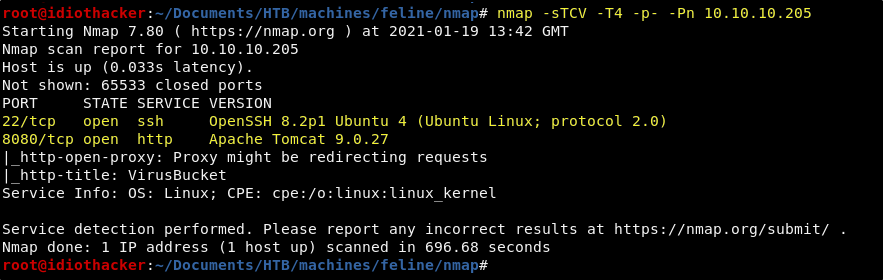 root@idiothacker:~/Documents/HTB/machines/feline/nmap# nmap -sTCV -T4 -p- -Pn 10.10.10.205
Starting Nmap 7.80 ( https://nmap.org ) at 2021-01-19 13:42 GMT
Nmap scan report for 10.10.10.205
Host is up (0.033s latency).
Not shown: 65533 closed ports
PORT     STATE SERVICE VERSION
22/tcp   open  ssh     OpenSSH 8.2p1 Ubuntu 4 (Ubuntu Linux; protocol 2.0)
8080/tcp open  http    Apache Tomcat 9.0.27
|_http-open-proxy: Proxy might be redirecting requests
|_http-title: VirusBucket
Service Info: OS: Linux; CPE: cpe:/o:linux:linux_kernel

Service detection performed. Please report any incorrect results at https://nmap.org/submit/ .
Nmap done: 1 IP address (1 host up) scanned in 696.68 seconds
root@idiothacker:~/Documents/HTB/machines/feline/nmap#